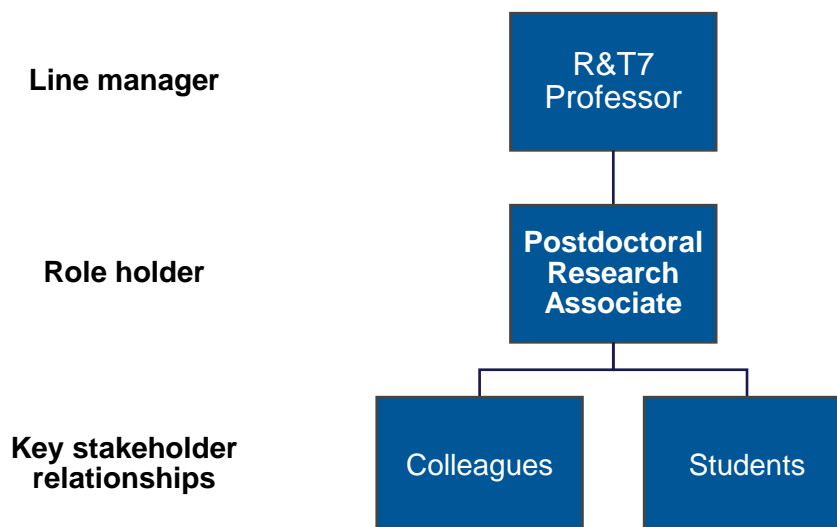 Line manager
R&T7
Professor
Role holder
Postdoctoral
Research
Associate
Key stakeholder
relationships
Colleagues
Students